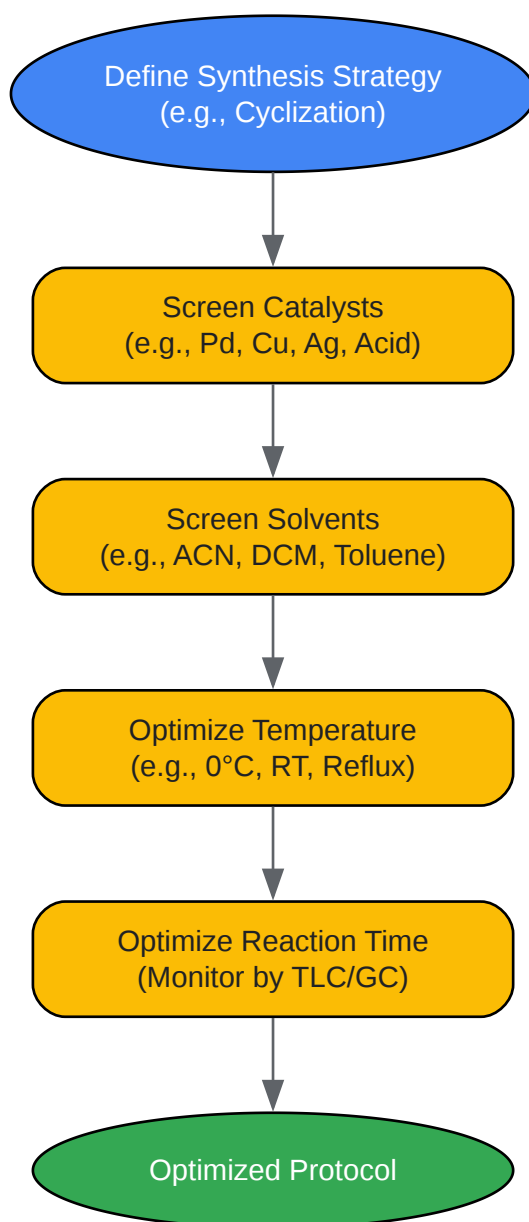 Define Synthesis Strategy
(e.g., Cyclization)
Screen Catalysts
(e.g., Pd, Cu, Ag, Acid)
Screen Solvents
(e.g., ACN, DCM, Toluene)
Optimize Temperature
(e.g., 0°C, RT, Reflux)
Optimize Reaction Time
(Monitor by TLC/GC)
Optimized Protocol